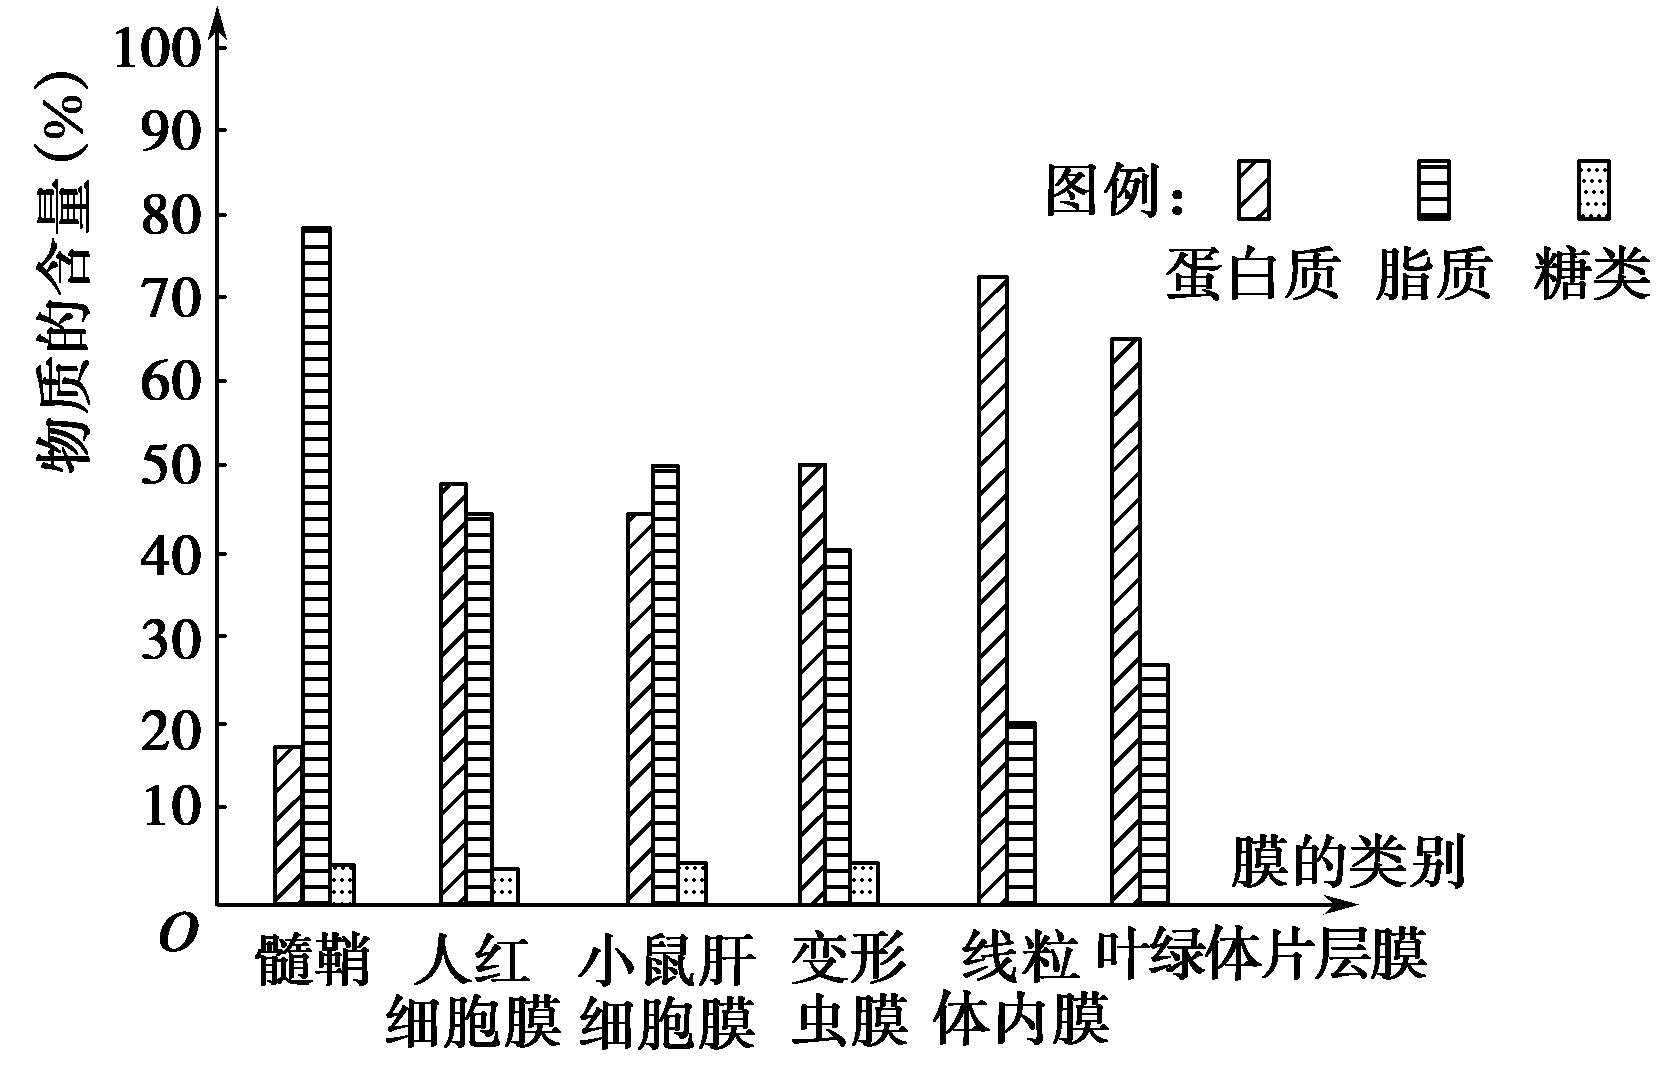 物质的含量(%)
100
90
80
70
60
50
40
30
20
10
O
图例：
蛋白质 脂质 糖类
膜的类别
髓鞘
人红
细胞膜
小鼠肝
细胞膜
变形
虫膜
线粒
体内膜
叶绿体片层膜